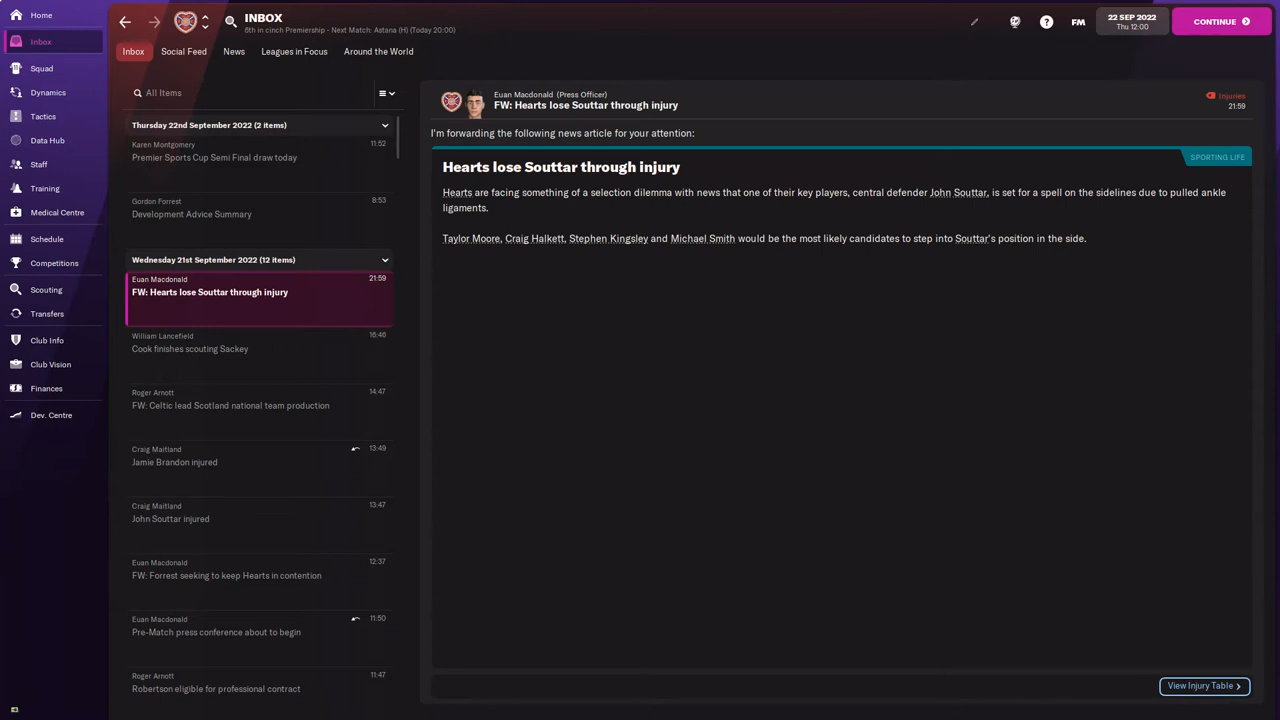 Home
Inbox
Squad
Dynamics
Tactics
Data Hub
Staff
Training
Medical Centre
Schedule
Competitions
Scouting
Transfers
Club Info
Club Vision
Finances
Dev. Centre
INBOX
6th in cinch Premiership - Next Match: Astana (H) (Today 20:00)
FM
22 SEP 2022
Thu 12:00
CONTINUE
Inbox Social Feed News Leagues in Focus Around the World
All Items
Thursday 22nd September 2022 (2 items)
Karen Montgomery 11:52
Premier Sports Cup Semi Final draw today
Gordon Forrest 8:53
Development Advice Summary
Wednesday 21st September 2022 (12 items)
Euan Macdonald 21:59
FW: Hearts lose Souttar through injury
William Lancefield 16:46
Cook finishes scouting Sackey
Roger Arnott 14:47
FW: Celtic lead Scotland national team production
Craig Maitland 13:49
Jamie Brandon injured
Craig Maitland 13:47
John Souttar injured
Euan Macdonald 12:37
FW: Forrest seeking to keep Hearts in contention
Euan Macdonald 11:50
Pre-Match press conference about to begin
Roger Arnott 11:47
Robertson eligible for professional contract
Euan Macdonald (Press Officer)
FW: Hearts lose Souttar through injury
Injuries
21:59
I'm forwarding the following news article for your attention:
SPORTING LIFE
Hearts lose Souttar through injury
Hearts are facing something of a selection dilemma with news that one of their key players, central defender John Souttar, is set for a spell on the sidelines due to pulled ankle
ligaments.
Taylor Moore, Craig Halkett, Stephen Kingsley and Michael Smith would be the most likely candidates to step into Souttar's position in the side.
View Injury Table